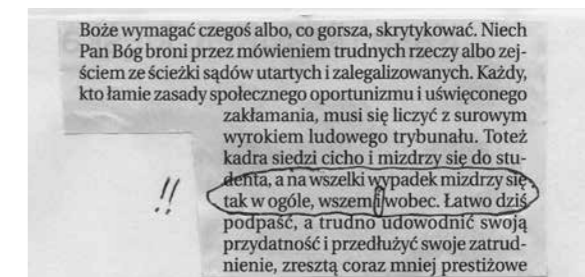 Boże wymagać czegoś albo, co gorsza, skrytykować. Niech
Pan Bóg broni przez mówieniem trudnych rzeczy albo zej-
ściem ze ścieżki sądów utartych i zalegalizowanych. Każdy,
kto łamie zasady społecznego oportunizmu i uświęconego
zakłamania, musi się liczyć z surowym
wyrokiem ludowego trybunału. Toteż
kadra siedzi cicho i mizdrzy się do stu-
denta, a na wszelki wypadek mizdrzy się
!! tak w ogóle, wszem i wobec. Łatwo dziś
podpaść, a trudno udowodnić swoją
przydatność i przedłużyć swoje zatrud-
nienie, zresztą coraz mniej prestiżowe